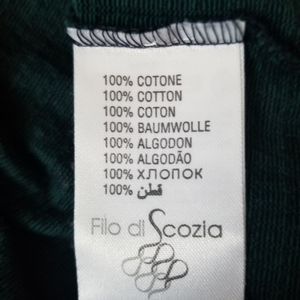 100% COTONE
100% COTTON
100% COTON
100% BAUMWOLLE
100% ALGODON
100% ALGODÃO
100% ХЛОПОК
100% قطن
Filo di Scozia